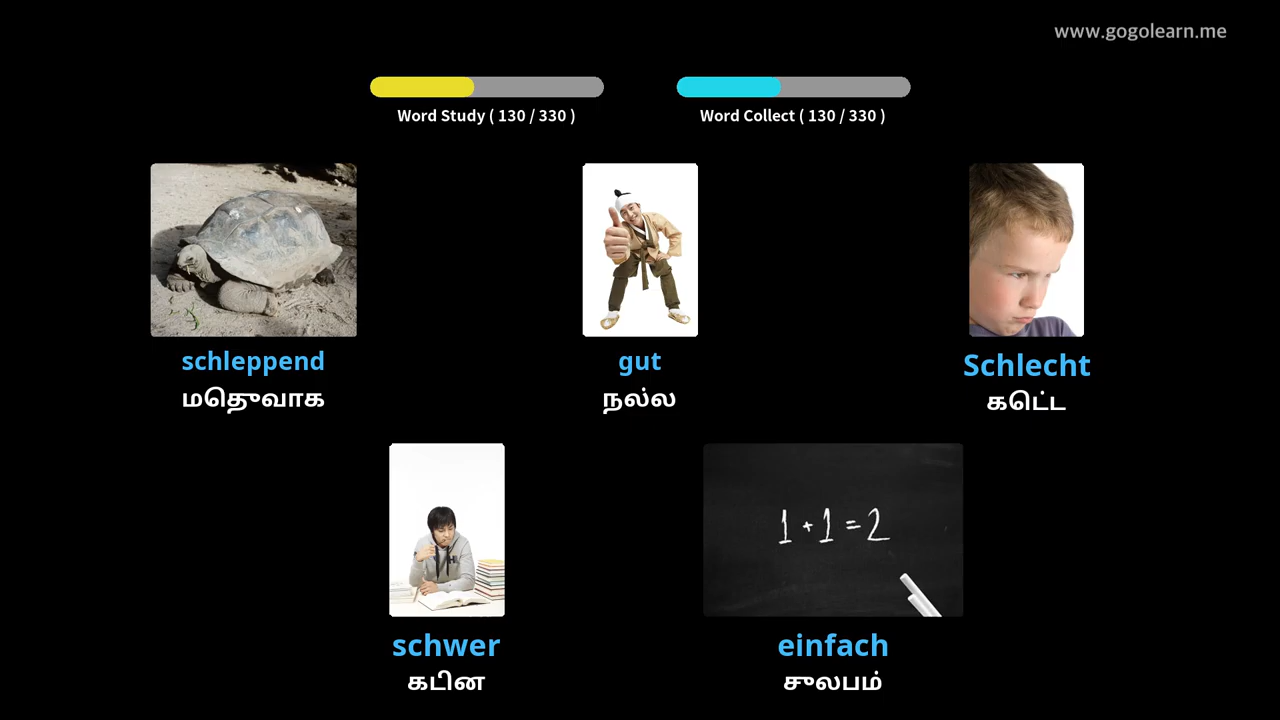 www.gogolearn.me
Word Study ( 130 / 330 )
Word Collect ( 130 / 330 )
schleppend
மெதுவாக
gut
நல்ல
Schlecht
கெட்ட
1 + 1 = 2
schwer
கடின
einfach
சுலபம்